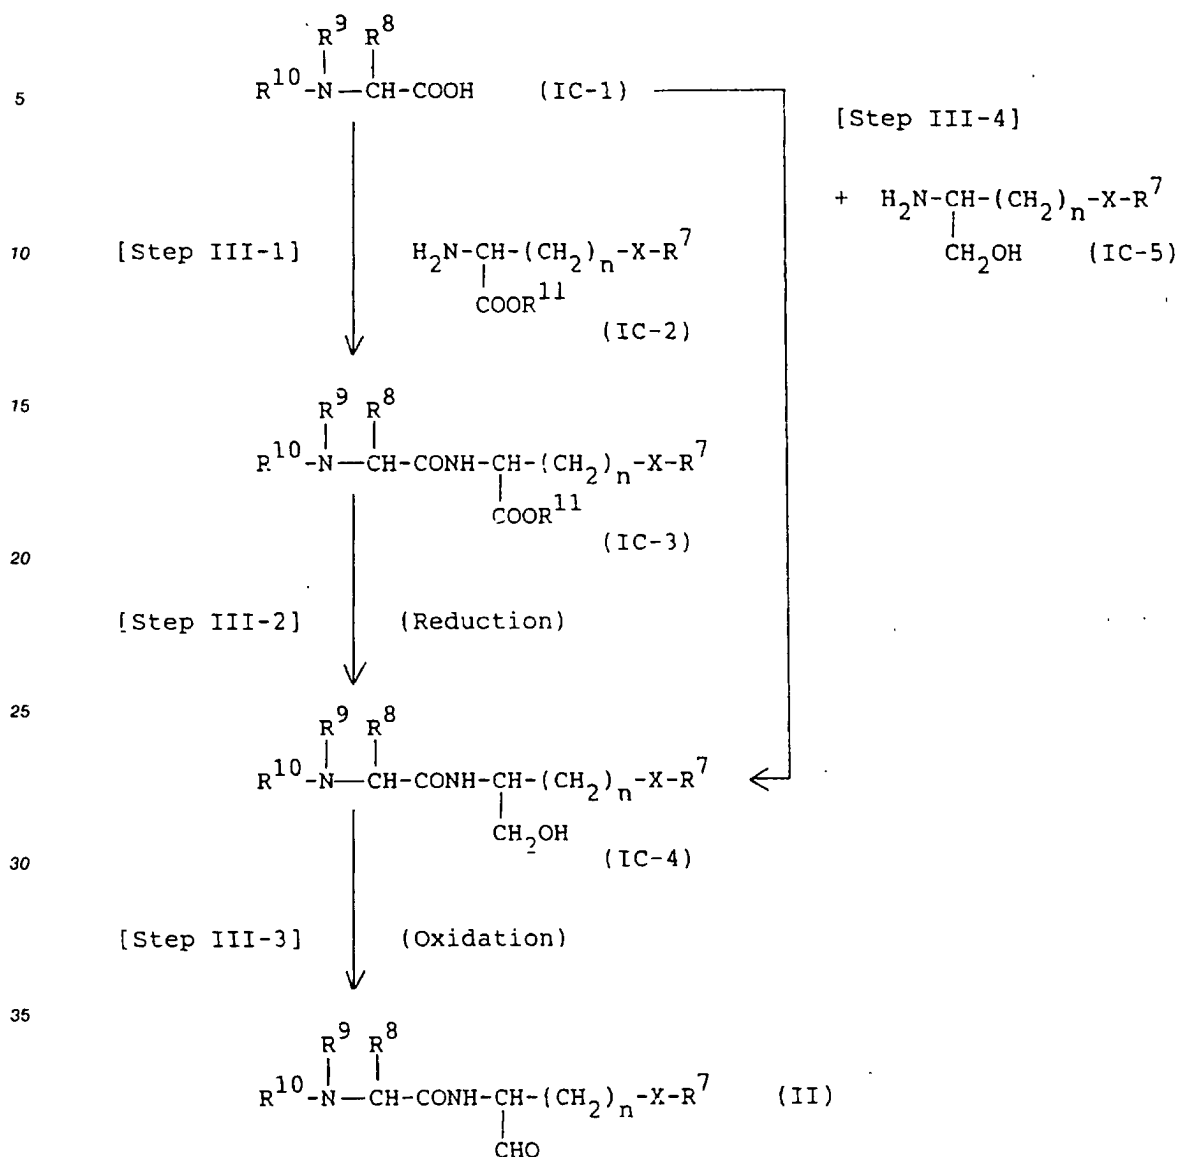 R⁹ R⁸
5 R¹⁰-N—CH-COOH (IC-1)
[Step III-4]
+ H₂N-CH-(CH₂)ₙ-X-R⁷
CH₂OH (IC-5)
10 [Step III-1] H₂N-CH-(CH₂)ₙ-X-R⁷
COOR¹¹
(IC-2)
15 R⁹ R⁸
R¹⁰-N—CH-CONH-CH-(CH₂)ₙ-X-R⁷
COOR¹¹
(IC-3)
20
[Step III-2] (Reduction)
25 R⁹ R⁸
R¹⁰-N—CH-CONH-CH-(CH₂)ₙ-X-R⁷
CH₂OH
30 (IC-4)
[Step III-3] (Oxidation)
35
R⁹ R⁸
R¹⁰-N—CH-CONH-CH-(CH₂)ₙ-X-R⁷ (II)
CHO